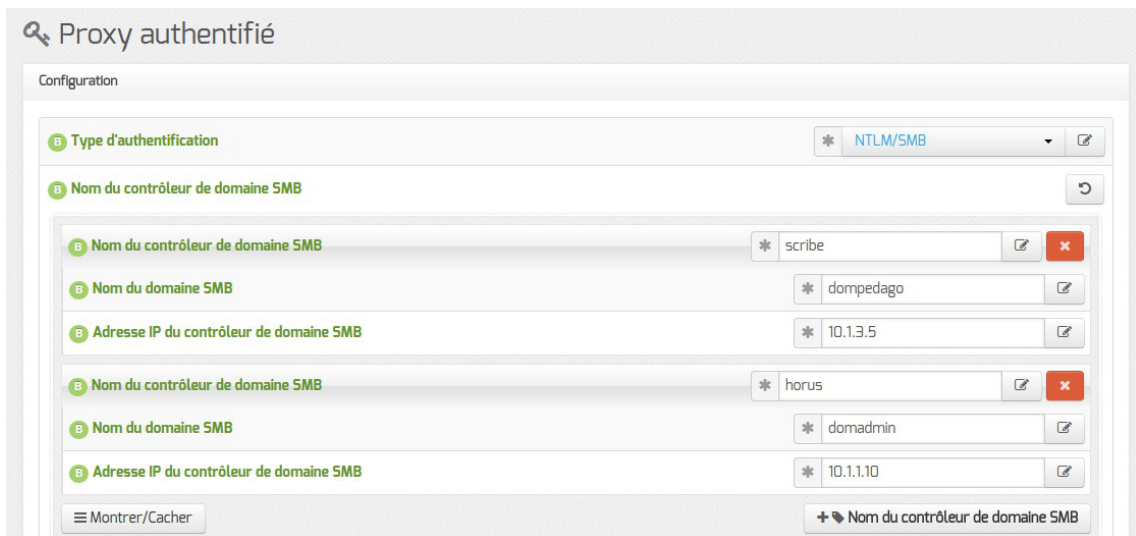 Proxy authentifié
Configuration
B Type d'authentification NTLM/SMB
B Nom du contrôleur de domaine SMB
B Nom du contrôleur de domaine SMB scribe
B Nom du domaine SMB dompedago
B Adresse IP du contrôleur de domaine SMB 10.1.3.5
B Nom du contrôleur de domaine SMB horus
B Nom du domaine SMB domadmin
B Adresse IP du contrôleur de domaine SMB 10.1.1.10
Montrer/Cacher Nom du contrôleur de domaine SMB